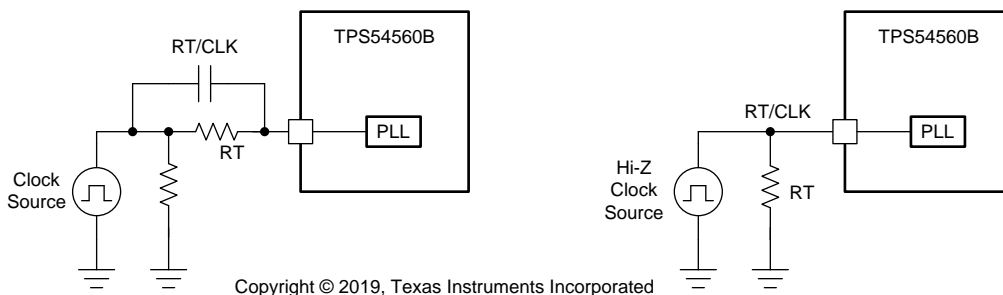 TPS54560B
RT/CLK
PLL
RT
Clock
Source
TPS54560B
RT/CLK
PLL
Hi-Z
Clock
Source
RT
Copyright © 2019, Texas Instruments Incorporated